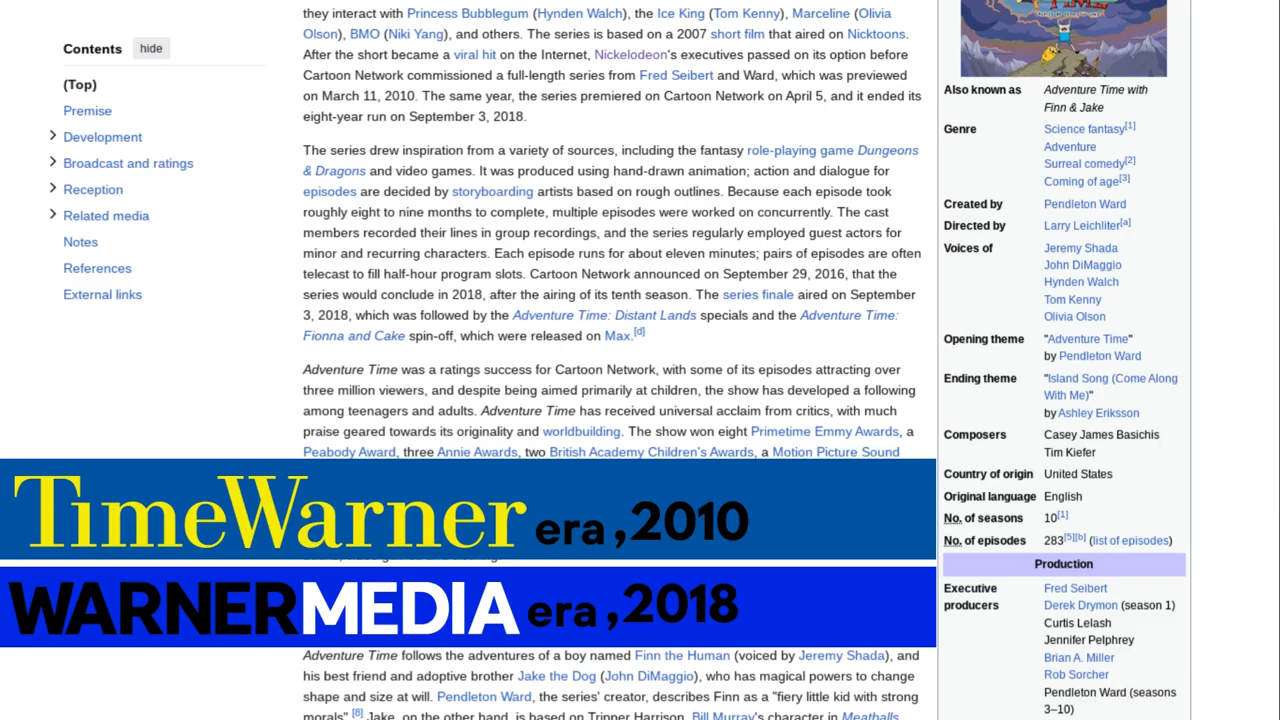 Contents hide
(Top)
Premise
Development
Broadcast and ratings
Reception
Related media
Notes
References
External links
they interact with Princess Bubblegum (Hynden Walch), the Ice King (Tom Kenny), Marceline (Olivia
Olson), BMO (Niki Yang), and others. The series is based on a 2007 short film that aired on Nicktoons.
After the short became a viral hit on the Internet, Nickelodeon's executives passed on its option before
Cartoon Network commissioned a full-length series from Fred Seibert and Ward, which was previewed
on March 11, 2010. The same year, the series premiered on Cartoon Network on April 5, and it ended its
eight-year run on September 3, 2018.
The series drew inspiration from a variety of sources, including the fantasy role-playing game Dungeons
& Dragons and video games. It was produced using hand-drawn animation; action and dialogue for
episodes are decided by storyboarding artists based on rough outlines. Because each episode took
roughly eight to nine months to complete, multiple episodes were worked on concurrently. The cast
members recorded their lines in group recordings, and the series regularly employed guest actors for
minor and recurring characters. Each episode runs for about eleven minutes; pairs of episodes are often
telecast to fill half-hour program slots. Cartoon Network announced on September 29, 2016, that the
series would conclude in 2018, after the airing of its tenth season. The series finale aired on September
3, 2018, which was followed by the Adventure Time: Distant Lands specials and the Adventure Time:
Fionna and Cake spin-off, which were released on Max.[d]
Adventure Time was a ratings success for Cartoon Network, with some of its episodes attracting over
three million viewers, and despite being aimed primarily at children, the show has developed a following
among teenagers and adults. Adventure Time has received universal acclaim from critics, with much
praise geared towards its originality and worldbuilding. The show won eight Primetime Emmy Awards, a
Peabody Award, three Annie Awards, two British Academy Children's Awards, a Motion Picture Sound
TimeWarner era ,2010
WARNERMEDIA era ,2018
Adventure Time follows the adventures of a boy named Finn the Human (voiced by Jeremy Shada), and
his best friend and adoptive brother Jake the Dog (John DiMaggio), who has magical powers to change
shape and size at will. Pendleton Ward, the series' creator, describes Finn as a "fiery little kid with strong
morals".[8] Jake, on the other hand, is based on Tripper Harrison, Bill Murray's character in Meatballs.
Also known as Adventure Time with
Finn & Jake
Genre Science fantasy[1]
Adventure
Surreal comedy[2]
Coming of age[3]
Created by Pendleton Ward
Directed by Larry Leichliter[a]
Voices of Jeremy Shada
John DiMaggio
Hynden Walch
Tom Kenny
Olivia Olson
Opening theme "Adventure Time"
by Pendleton Ward
Ending theme "Island Song (Come Along
With Me)"
by Ashley Eriksson
Composers Casey James Basichis
Tim Kiefer
Country of origin United States
Original language English
No. of seasons 10[1]
No. of episodes 283[5][b] (list of episodes)
Production
Executive Fred Seibert
producers Derek Drymon (season 1)
Curtis Lelash
Jennifer Pelphrey
Brian A. Miller
Rob Sorcher
Pendleton Ward (seasons
3–10)